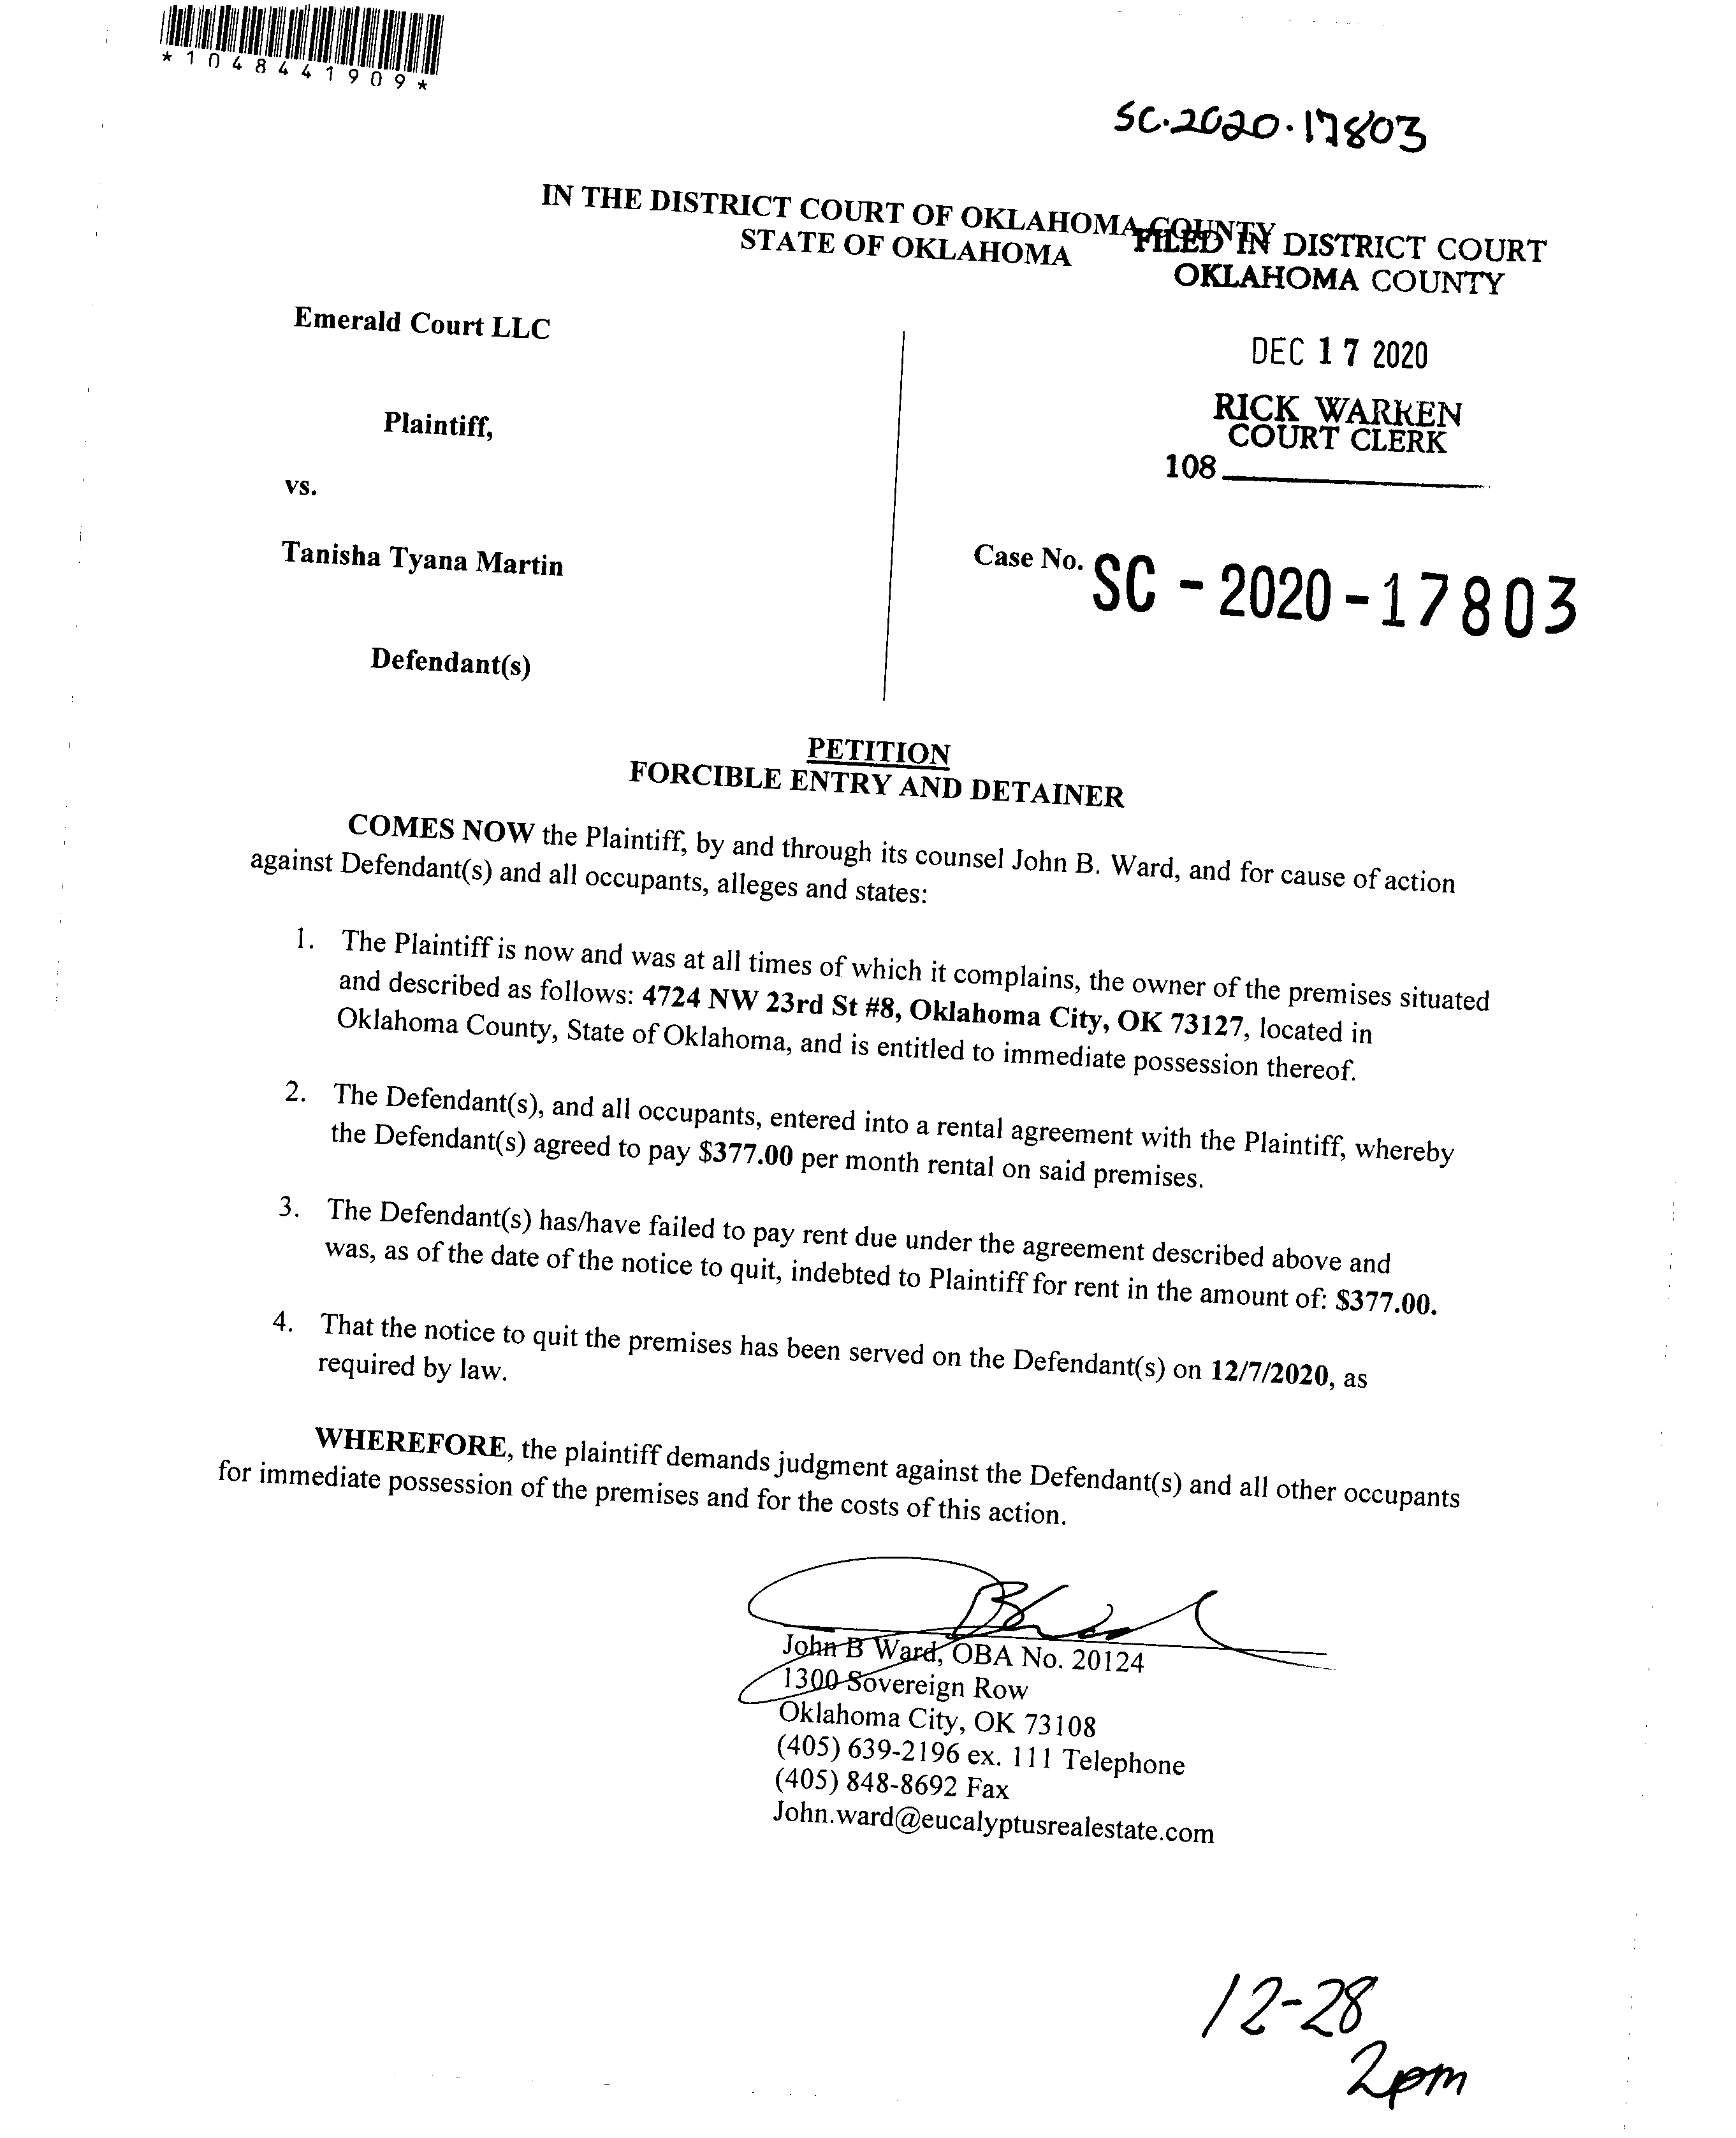 *1048441909*
SC.2020.17803
IN THE DISTRICT COURT OF OKLAHOMA COUNTY
STATE OF OKLAHOMA
FILED IN DISTRICT COURT
OKLAHOMA COUNTY
Emerald Court LLC
DEC 17 2020
RICK WARREN
COURT CLERK
108
Plaintiff,
vs.
Tanisha Tyana Martin
Case No. SC - 2020 - 17803
Defendant(s)
PETITION
FORCIBLE ENTRY AND DETAINER
COMES NOW the Plaintiff, by and through its counsel John B. Ward, and for cause of action
against Defendant(s) and all occupants, alleges and states:
1. The Plaintiff is now and was at all times of which it complains, the owner of the premises situated
and described as follows: 4724 NW 23rd St #8, Oklahoma City, OK 73127, located in
Oklahoma County, State of Oklahoma, and is entitled to immediate possession thereof.
2. The Defendant(s), and all occupants, entered into a rental agreement with the Plaintiff, whereby
the Defendant(s) agreed to pay $377.00 per month rental on said premises.
3. The Defendant(s) has/have failed to pay rent due under the agreement described above and
was, as of the date of the notice to quit, indebted to Plaintiff for rent in the amount of: $377.00.
4. That the notice to quit the premises has been served on the Defendant(s) on 12/7/2020, as
required by law.
WHEREFORE, the plaintiff demands judgment against the Defendant(s) and all other occupants
for immediate possession of the premises and for the costs of this action.
John B Ward, OBA No. 20124
1300 Sovereign Row
Oklahoma City, OK 73108
(405) 639-2196 ex. 111 Telephone
(405) 848-8692 Fax
John.ward@eucalyptusrealestate.com
12-28
2pm